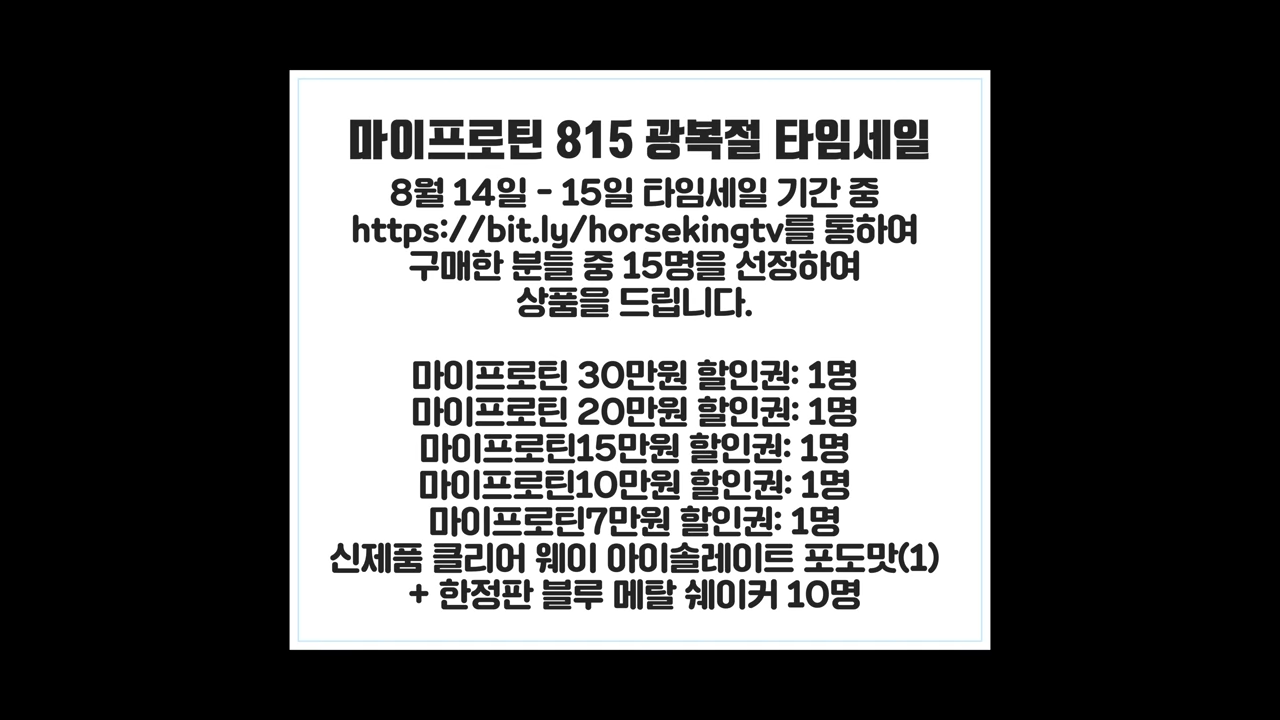 마이프로틴 815 광복절 타임세일
8월 14일 - 15일 타임세일 기간 중
https://bit.ly/horsekingtv를 통하여
구매한 분들 중 15명을 선정하여
상품을 드립니다.
마이프로틴 30만원 할인권: 1명
마이프로틴 20만원 할인권: 1명
마이프로틴15만원 할인권: 1명
마이프로틴10만원 할인권: 1명
마이프로틴7만원 할인권: 1명
신제품 클리어 웨이 아이솔레이트 포도맛(1)
+ 한정판 블루 메탈 쉐이커 10명